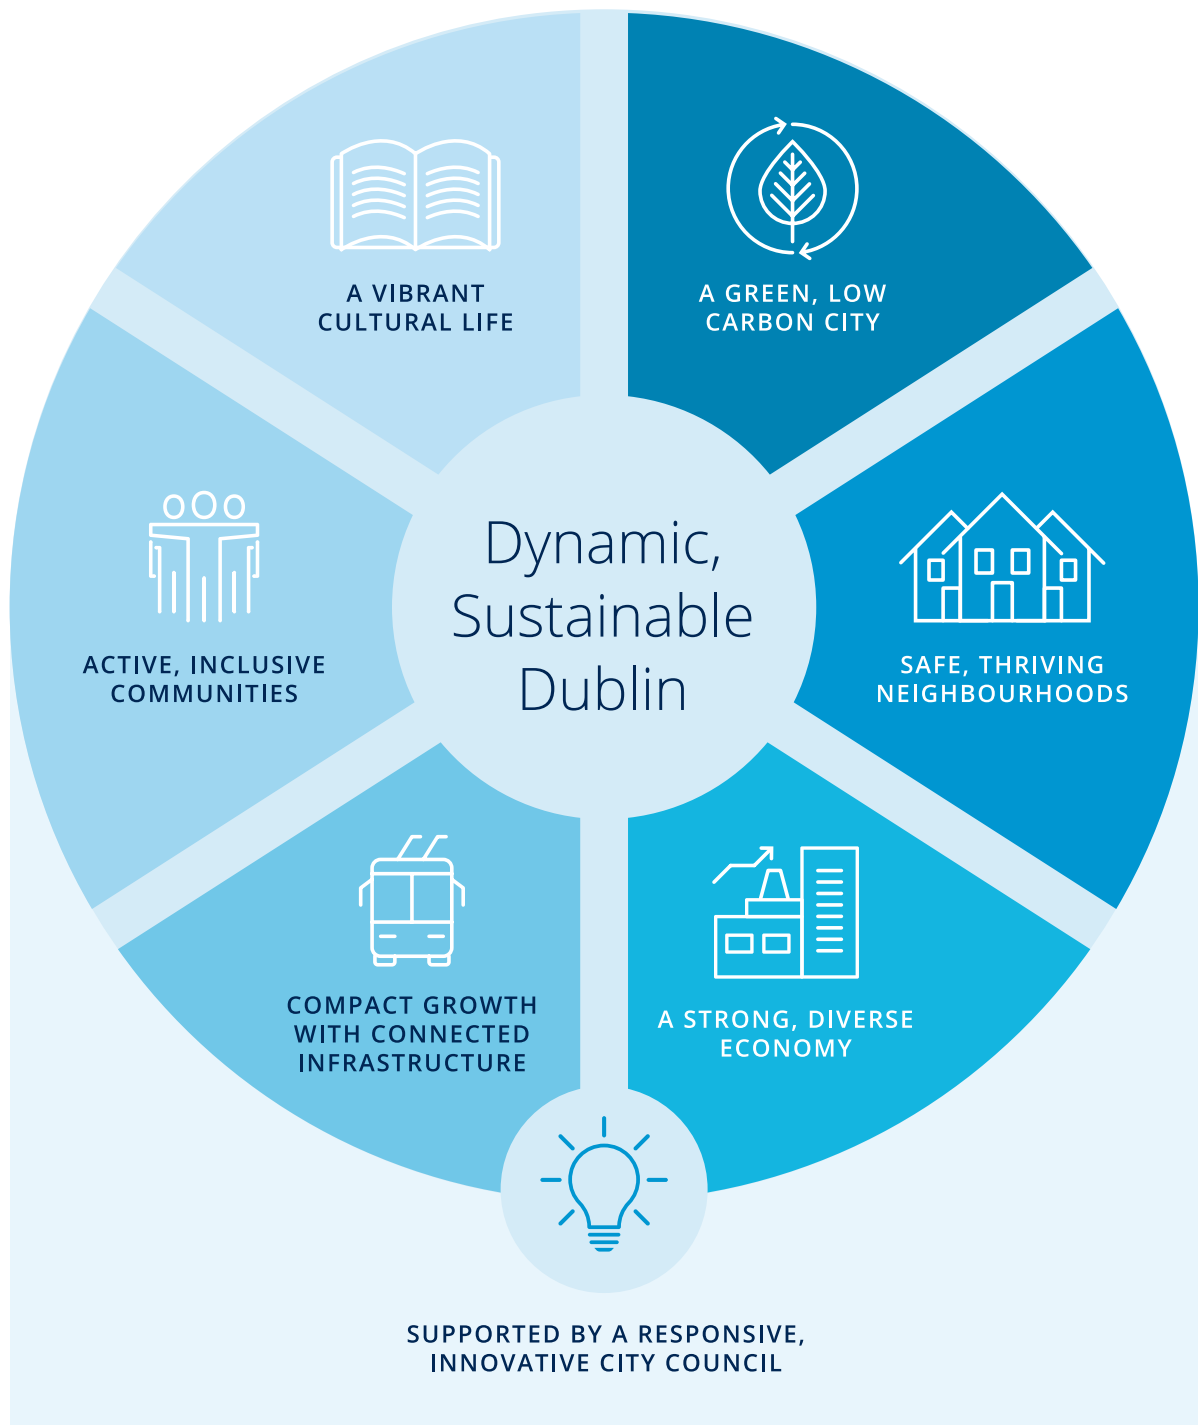 A VIBRANT
CULTURAL LIFE
A GREEN, LOW
CARBON CITY
Dynamic,
Sustainable
Dublin
ACTIVE, INCLUSIVE
COMMUNITIES
SAFE, THRIVING
NEIGHBOURHOODS
COMPACT GROWTH
WITH CONNECTED
INFRASTRUCTURE
A STRONG, DIVERSE
ECONOMY
SUPPORTED BY A RESPONSIVE,
INNOVATIVE CITY COUNCIL